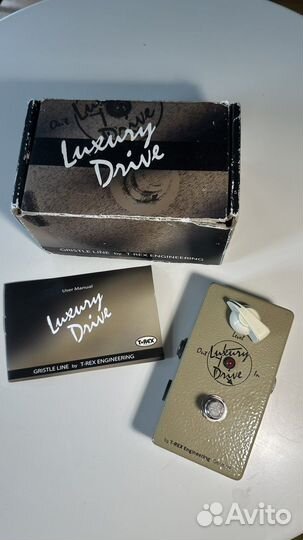 Out
Luxury
Drive
GRISTLE LINE by T-REX ENGINEERING
User Manual
Luxury
Drive
T-REX
GRISTLE LINE by T-REX ENGINEERING
Level
Out
Luxury
In
Drive
by T-REX Engineering
Avito